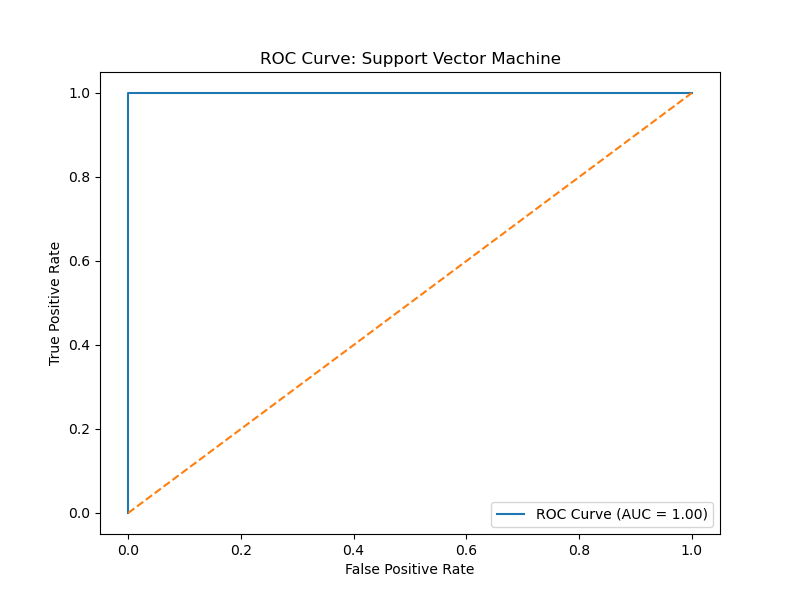 ROC Curve: Support Vector Machine
True Positive Rate
1.0
0.8
0.6
0.4
0.2
0.0
0.0 0.2 0.4 0.6 0.8 1.0
False Positive Rate
ROC Curve (AUC = 1.00)